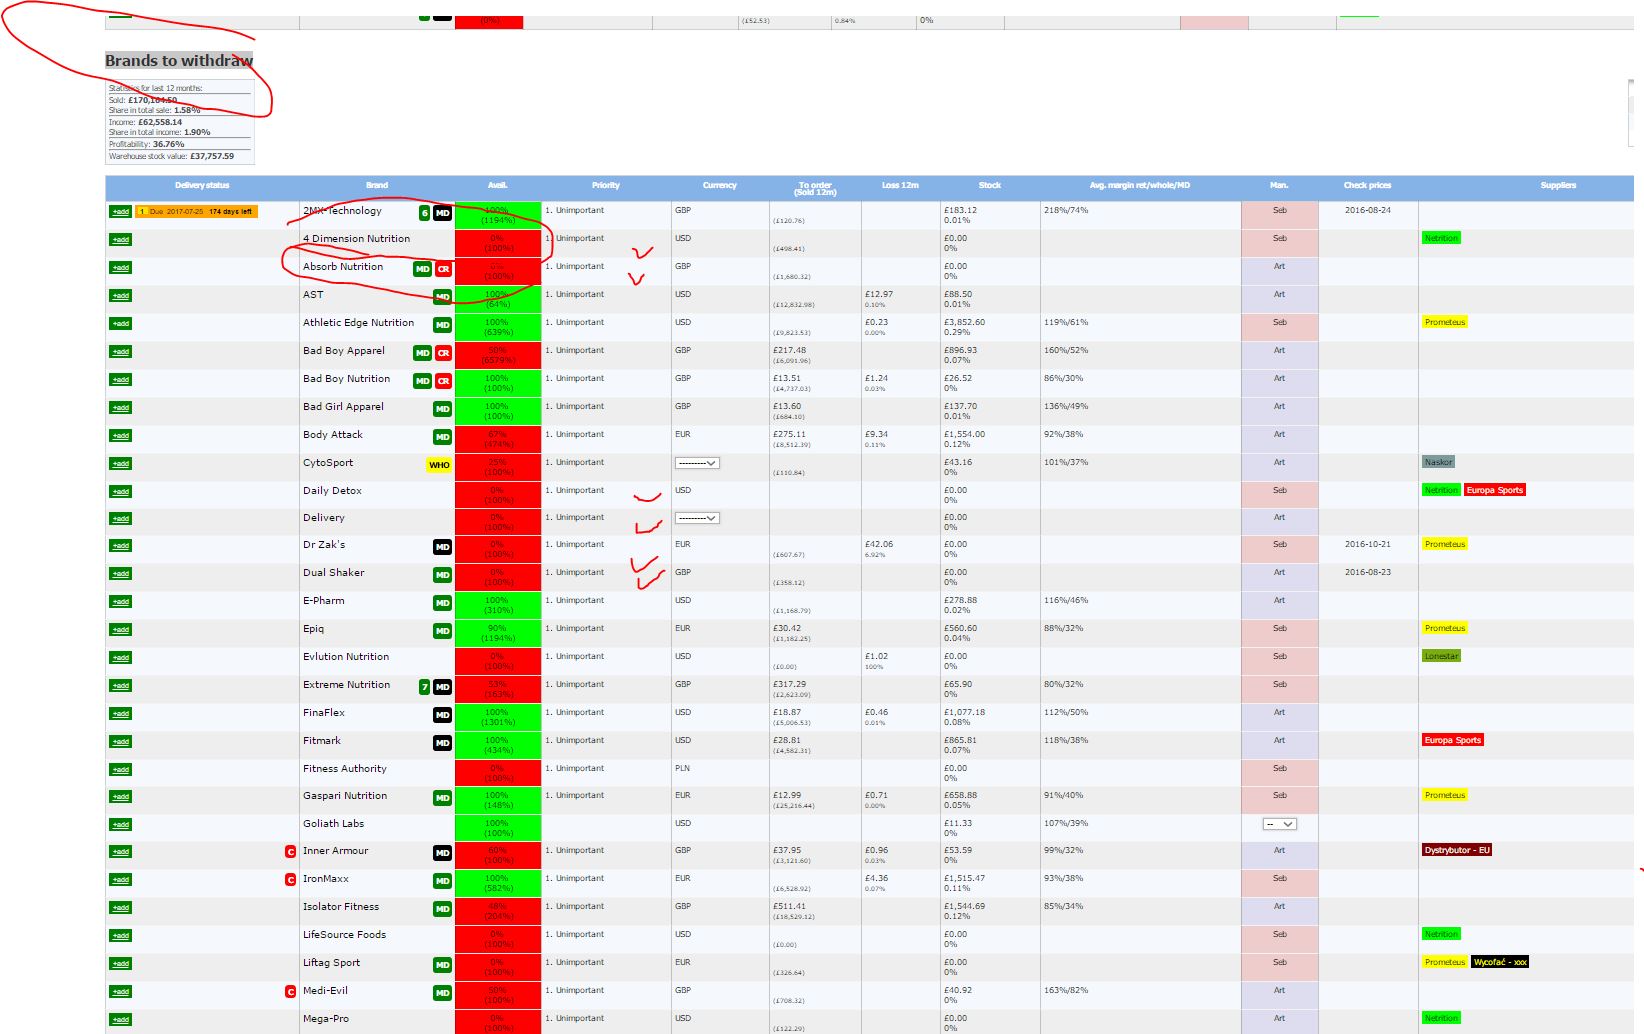 (0%) (£52.53) 0.84% 0%
Brands to withdraw
Statistics for last 12 months:
Sold: £170,164.50
Share in total sale: 1.58%
Income: £62,558.14
Share in total income: 1.90%
Profitability: 36.76%
Warehouse stock value: £37,757.59
Delivery status Brand Avail. Priority Currency To order Loss 12m Stock Avg. margin ret/whole/MD Man. Check prices Suppliers
(Sold 12m)
+add 1 Due 2017-07-25 174 days left 2MX-Technology 6 MD 100% 1. Unimportant GBP £183.12 218%/74% Seb 2016-08-24
(1194%) (£120.76) 0.01%
+add 4 Dimension Nutrition 0% 1. Unimportant USD £0.00 Seb Netrition
(100%) (£498.41) 0%
+add Absorb Nutrition MD CR 0% 1. Unimportant GBP £0.00 Art
(100%) (£1,680.32) 0%
+add AST MD 100% 1. Unimportant USD £12.97 £88.50 Art
(64%) (£12,832.98) 0.10% 0.01%
+add Athletic Edge Nutrition MD 100% 1. Unimportant USD £0.23 £3,852.60 119%/61% Seb Prometeus
(639%) (£9,823.53) 0.00% 0.29%
+add Bad Boy Apparel MD CR 1. Unimportant GBP £217.48 £896.93 160%/52% Art
(6579%) (£6,091.96) 0.07%
+add Bad Boy Nutrition MD CR 100% 1. Unimportant GBP £13.51 £1.24 £26.52 86%/30% Art
(100%) (£4,737.03) 0.03% 0%
+add Bad Girl Apparel MD 100% 1. Unimportant GBP £13.60 £137.70 136%/49% Art
(100%) (£684.10) 0.01%
+add Body Attack MD 67% 1. Unimportant EUR £275.11 £9.34 £1,554.00 92%/38% Art
(474%) (£8,512.39) 0.11% 0.12%
+add CytoSport WHO 25% 1. Unimportant --------- £43.16 101%/37% Art Naskor
(100%) (£110.84) 0%
+add Daily Detox 0% 1. Unimportant USD £0.00 Seb Netrition Europa Sports
(100%) 0%
+add Delivery 0% 1. Unimportant --------- £0.00 Art
(100%) 0%
+add Dr Zak's MD 0% 1. Unimportant EUR £42.06 £0.00 Seb 2016-10-21 Prometeus
(100%) (£607.67) 6.92% 0%
+add Dual Shaker MD 0% 1. Unimportant GBP £0.00 Art 2016-08-23
(100%) (£358.12) 0%
+add E-Pharm MD 100% 1. Unimportant USD £278.88 116%/46% Art
(310%) (£1,168.79) 0.02%
+add Epiq MD 90% 1. Unimportant EUR £30.42 £560.60 88%/32% Seb Prometeus
(1194%) (£1,182.25) 0.04%
+add Evlution Nutrition 0% 1. Unimportant USD £1.02 £0.00 Seb Lonestar
(100%) (£0.00) 100% 0%
+add Extreme Nutrition 7 MD 53% 1. Unimportant GBP £317.29 £65.90 80%/32% Seb
(163%) (£2,623.09) 0%
+add FinaFlex MD 100% 1. Unimportant USD £18.87 £0.46 £1,077.18 112%/50% Art
(1301%) (£5,006.53) 0.01% 0.08%
+add Fitmark MD 100% 1. Unimportant USD £28.81 £865.81 118%/38% Art Europa Sports
(434%) (£4,582.31) 0.07%
+add Fitness Authority 0% 1. Unimportant PLN £0.00 Seb
(100%) 0%
+add Gaspari Nutrition MD 100% 1. Unimportant EUR £12.99 £0.71 £658.88 91%/40% Seb Prometeus
(148%) (£25,216.44) 0.00% 0.05%
+add Goliath Labs 100% USD £11.33 107%/39% --
(100%) 0%
+add C Inner Armour MD 60% 1. Unimportant GBP £37.95 £0.96 £53.59 99%/32% Art Dystrybutor - EU
(100%) (£3,121.60) 0.03% 0%
+add C IronMaxx MD 100% 1. Unimportant EUR £4.36 £1,515.47 93%/38% Seb
(582%) (£6,528.92) 0.07% 0.11%
+add Isolator Fitness MD 48% 1. Unimportant GBP £511.41 £1,544.69 85%/34% Art
(204%) (£18,529.12) 0.12%
+add LifeSource Foods 0% 1. Unimportant USD £0.00 Seb Netrition
(100%) (£0.00) 0%
+add Liftag Sport MD 0% 1. Unimportant EUR £0.00 Seb Prometeus Wycofać - xxx
(100%) (£326.64) 0%
+add C Medi-Evil MD 1. Unimportant GBP £40.92 163%/82% Art
(100%) (£708.32) 0%
+add Mega-Pro 0% 1. Unimportant USD £0.00 Seb Netrition
(100%) (£122.29) 0%